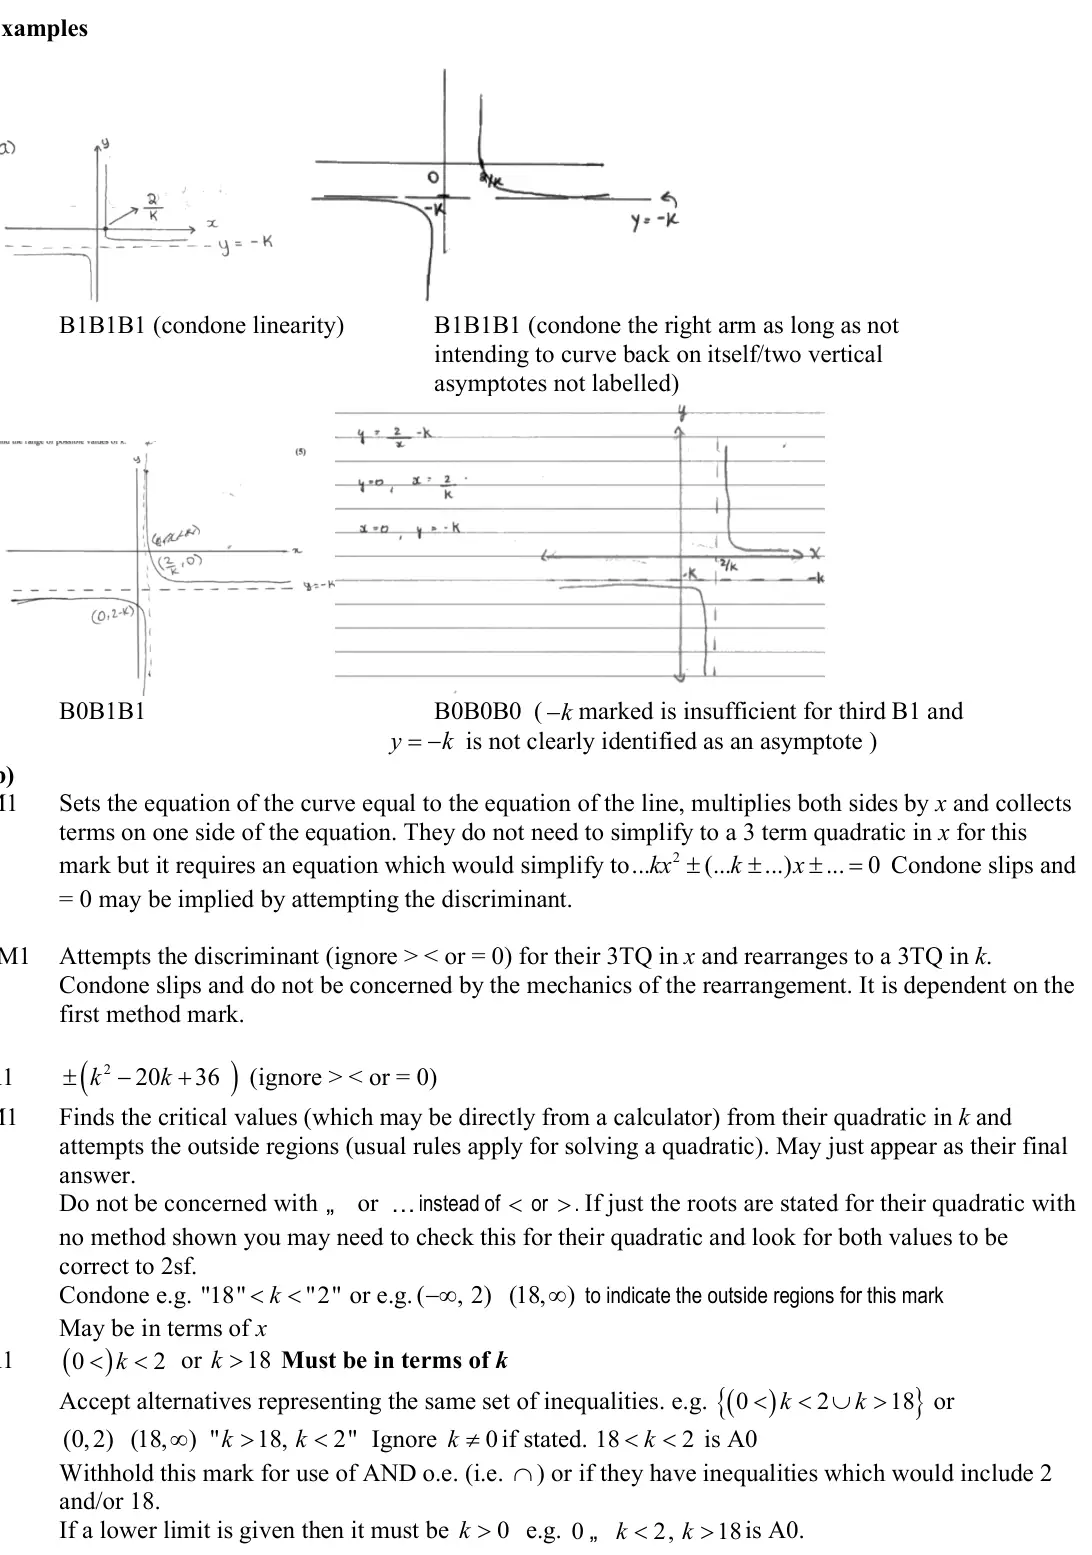 xamples
a)
y
2
K
x
y = -K
0
2/K
-K
y = -K
B1B1B1 (condone linearity)
B1B1B1 (condone the right arm as long as not
intending to curve back on itself/two vertical
asymptotes not labelled)
(5)
y
x
(2/K, 0)
y = -K
(0, 2-K)
y = 2/x - K
y=0, x = 2/K
x=0, y = -K
y
x
2/K
-K
-K
B0B1B1
B0B0B0 ( −k marked is insufficient for third B1 and
y = −k is not clearly identified as an asymptote )
b)
M1 Sets the equation of the curve equal to the equation of the line, multiplies both sides by x and collects
terms on one side of the equation. They do not need to simplify to a 3 term quadratic in x for this
mark but it requires an equation which would simplify to ...kx² ± (...k ± ...)x ± ... = 0 Condone slips and
= 0 may be implied by attempting the discriminant.
M1 Attempts the discriminant (ignore > < or = 0) for their 3TQ in x and rearranges to a 3TQ in k.
Condone slips and do not be concerned by the mechanics of the rearrangement. It is dependent on the
first method mark.
1 ±(k² − 20k + 36 ) (ignore > < or = 0)
M1 Finds the critical values (which may be directly from a calculator) from their quadratic in k and
attempts the outside regions (usual rules apply for solving a quadratic). May just appear as their final
answer.
Do not be concerned with „ or … instead of < or >. If just the roots are stated for their quadratic with
no method shown you may need to check this for their quadratic and look for both values to be
correct to 2sf.
Condone e.g. "18" < k < "2" or e.g. (−∞, 2) (18, ∞) to indicate the outside regions for this mark
May be in terms of x
1 (0 <) k < 2 or k > 18 Must be in terms of k
Accept alternatives representing the same set of inequalities. e.g. {(0 <) k < 2 ∪ k > 18} or
(0, 2) (18, ∞) "k > 18, k < 2" Ignore k ≠ 0 if stated. 18 < k < 2 is A0
Withhold this mark for use of AND o.e. (i.e. ∩ ) or if they have inequalities which would include 2
and/or 18.
If a lower limit is given then it must be k > 0 e.g. 0 „ k < 2, k > 18 is A0.